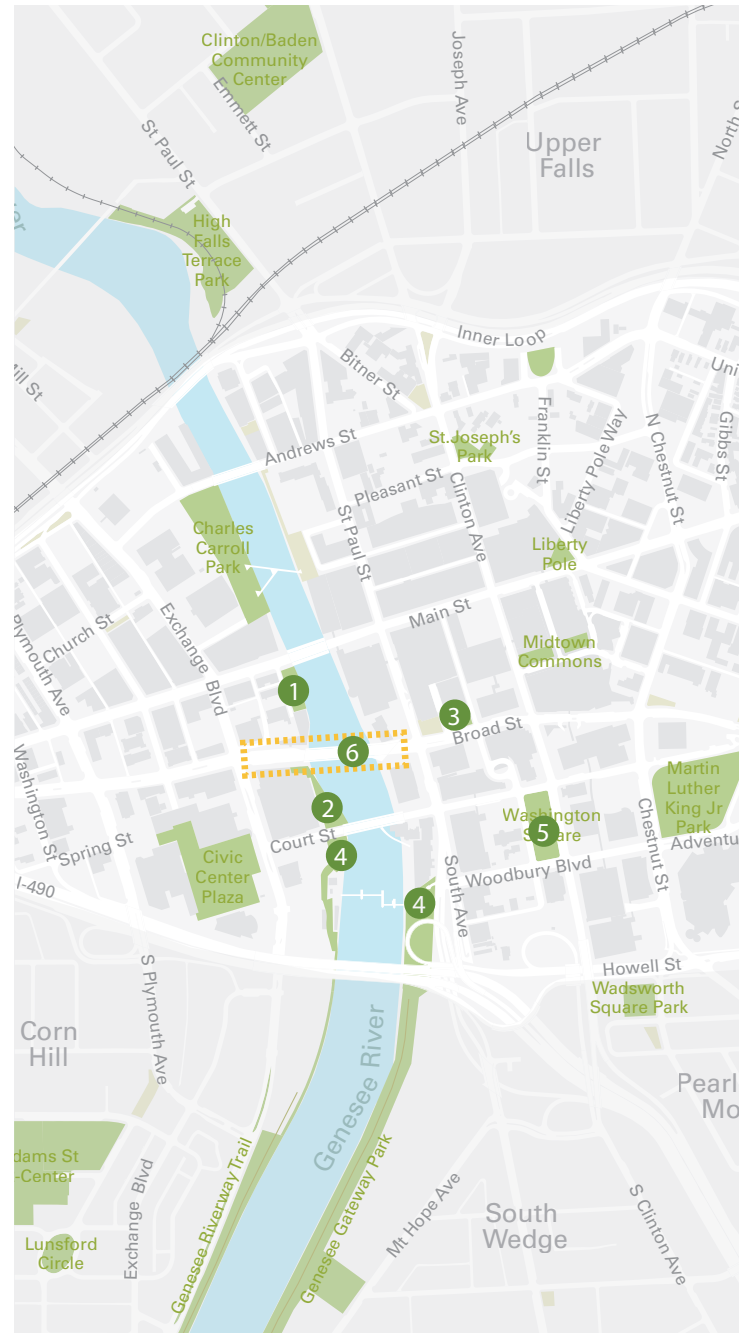 Clinton/Baden
Community
Center
Joseph Ave
Emmett St
St Paul St
Upper
Falls
North S
er
High
Falls
Terrace
Park
Inner Loop
Bitner St
Mill St
Uni
Franklin St
Liberty Pole Way
N Chestnut St
Gibbs St
Andrews St
St.Joseph's
Park
Pleasant St
Clinton Ave
St Paul St
Charles
Carroll
Park
Liberty
Pole
Church St
Exchange Blvd
Main St
Plymouth Ave
Midtown
Commons
1
3
Broad St
6
Washington St
Martin
Luther
King Jr
Park
2
Washington
Square
5
Court St
Spring St
4
Civic
Center
Plaza
Chestnut St
Adventu
Woodbury Blvd
South Ave
I-490
4
Howell St
Wadsworth
Square Park
S Plymouth Ave
Corn
Hill
Genesee River
Pearl
Mo
dams St
-Center
Exchange Blvd
Genesee Riverway Trail
Genesee Gateway Park
Mt Hope Ave
South
Wedge
S Clinton Ave
Lunsford
Circle